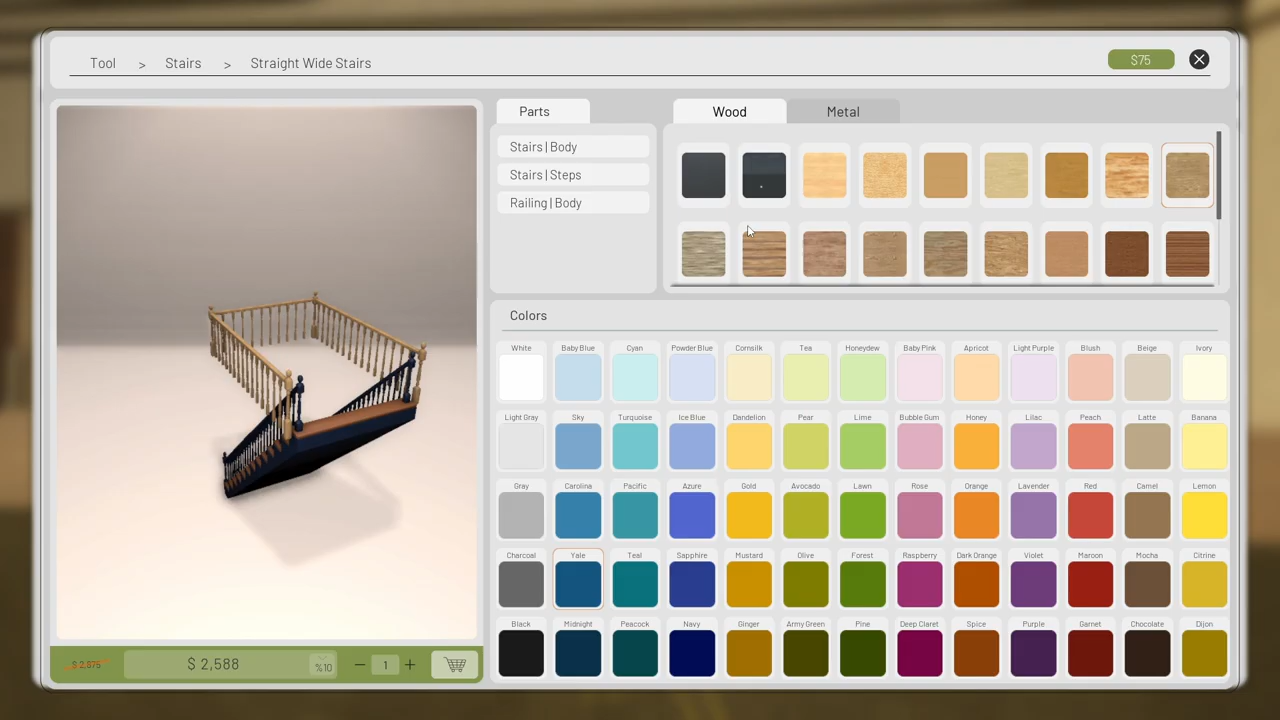 Tool > Stairs > Straight Wide Stairs
$75
Parts
Wood Metal
Stairs | Body
Stairs | Steps
Railing | Body
Colors
White Baby Blue Cyan Powder Blue Cornsilk Tea Honeydew Baby Pink Apricot Light Purple Blush Beige Ivory
Light Gray Sky Turquoise Ice Blue Dandelion Pear Lime Bubble Gum Honey Lilac Peach Latte Banana
Gray Carolina Pacific Azure Gold Avocado Lawn Rose Orange Lavender Red Camel Lemon
Charcoal Yale Teal Sapphire Mustard Olive Forest Raspberry Dark Orange Violet Maroon Mocha Citrine
Black Midnight Peacock Navy Ginger Army Green Pine Deep Claret Spice Purple Garnet Chocolate Dijon
$ 2,876 $ 2,588 %10 − 1 +